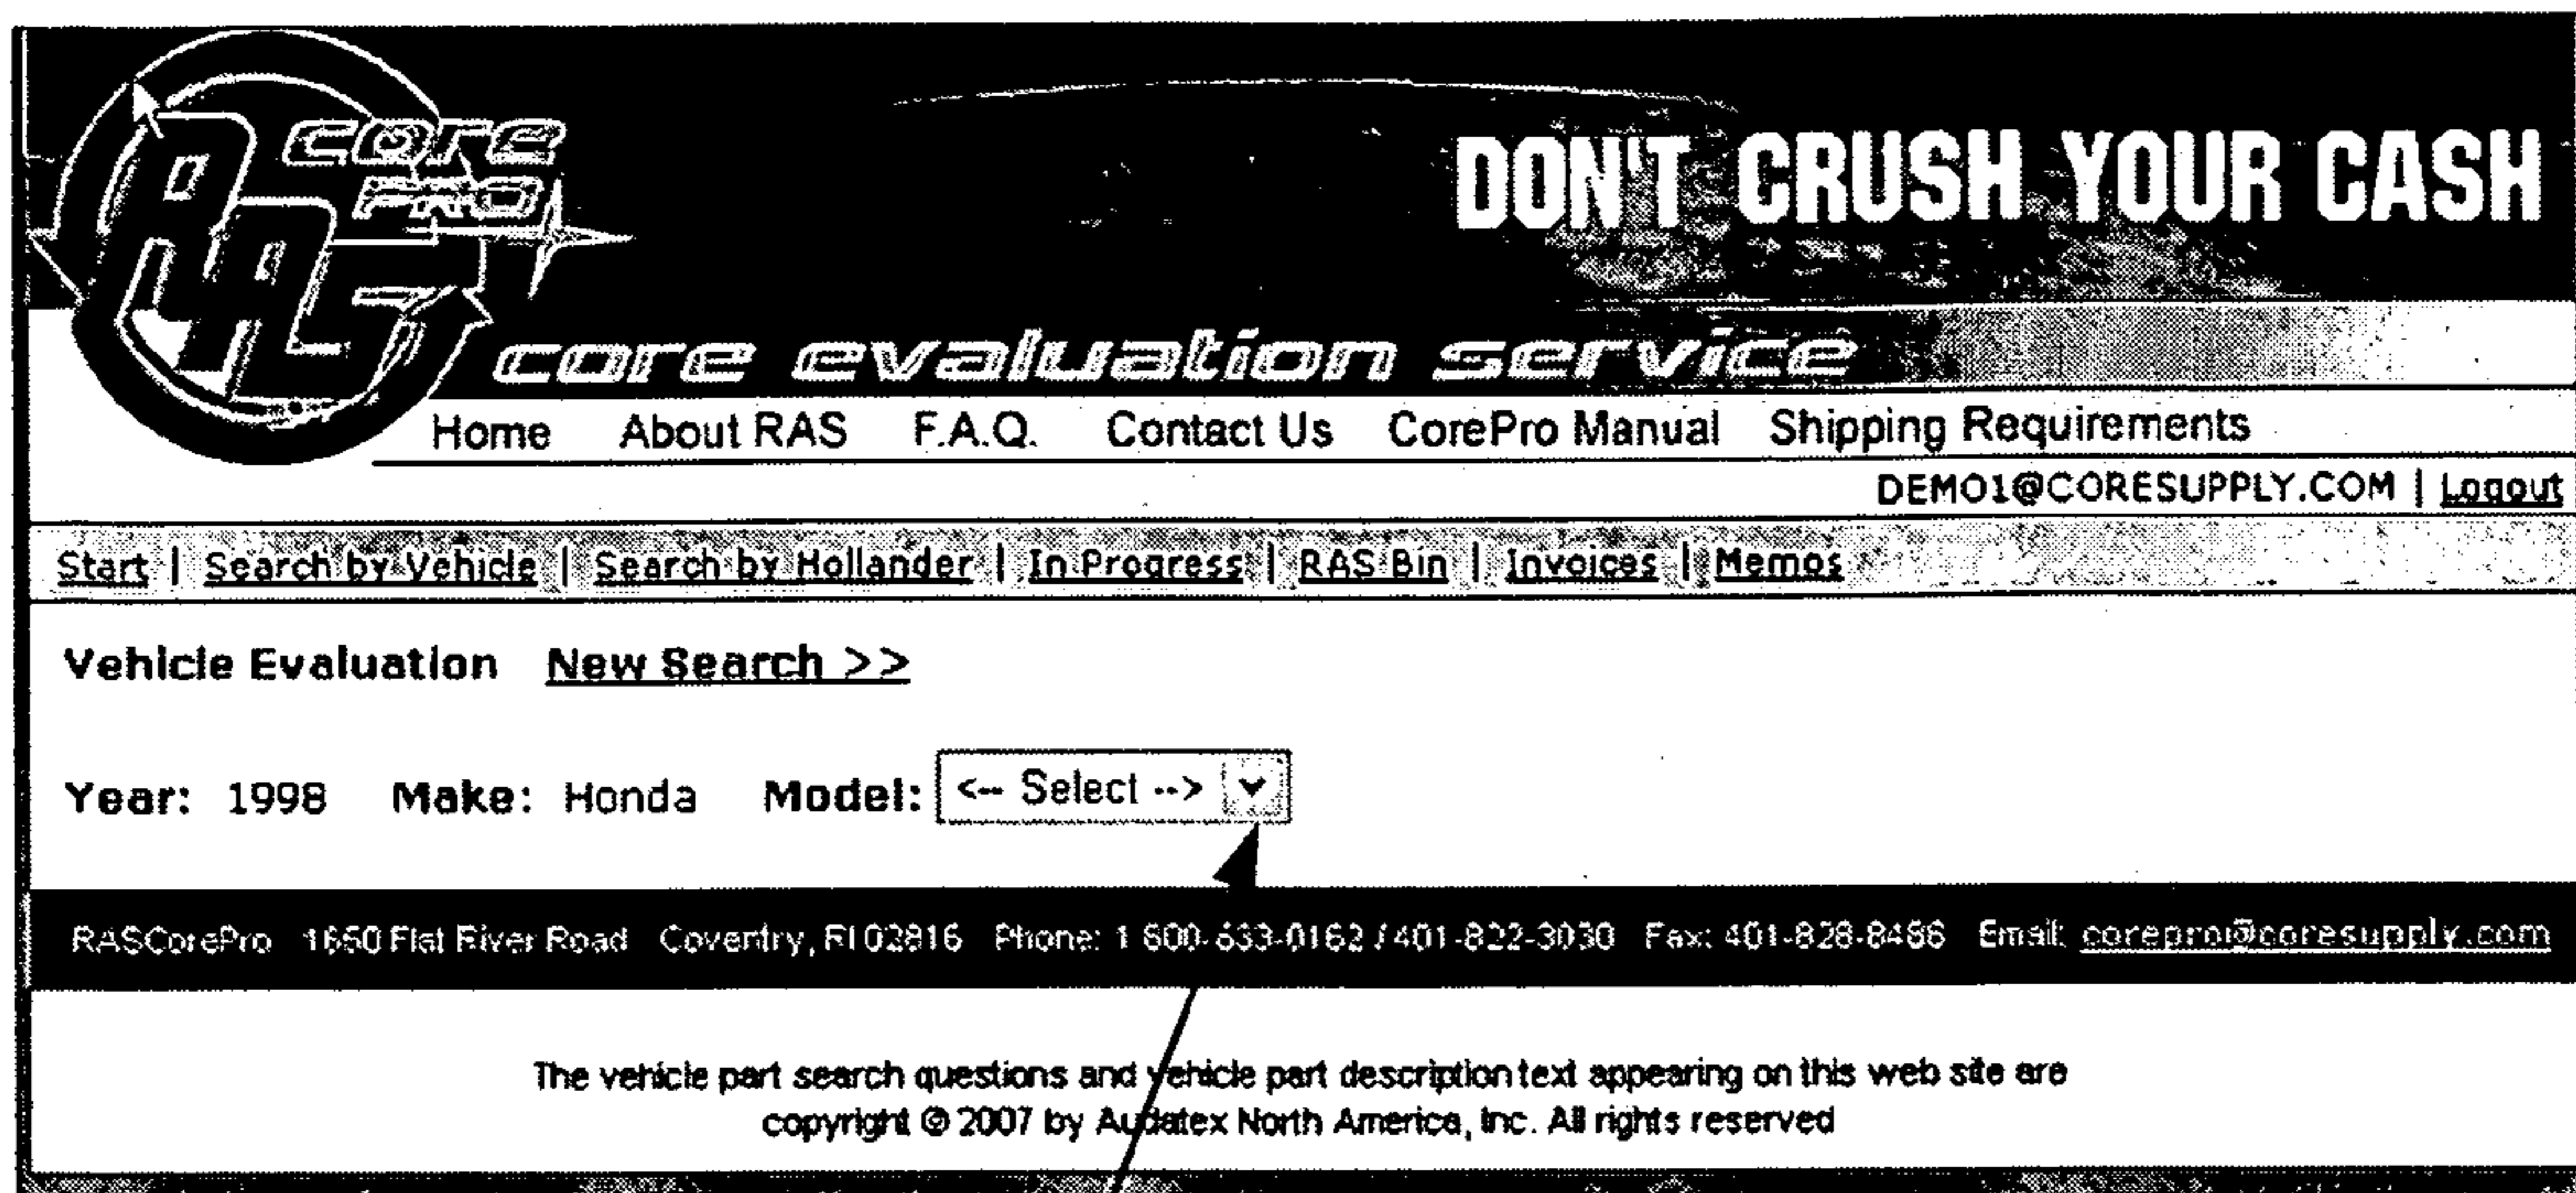 RAS core PRO
DON'T CRUSH YOUR CASH
core evaluation service
Home About RAS F.A.Q. Contact Us CorePro Manual Shipping Requirements
DEMO1@CORESUPPLY.COM | Logout
Start | Search by Vehicle | Search by Hollander | In Progress | RAS Bin | Invoices | Memos
Vehicle Evaluation New Search >>
Year: 1998 Make: Honda Model: <-- Select -->
RASCorePro 1650 Flat River Road Coventry, RI 02816 Phone: 1 800-633-0162 / 401-822-3030 Fax: 401-828-8486 Email: corepro@coresupply.com
The vehicle part search questions and vehicle part description text appearing on this web site are
copyright © 2007 by Audatex North America, Inc. All rights reserved